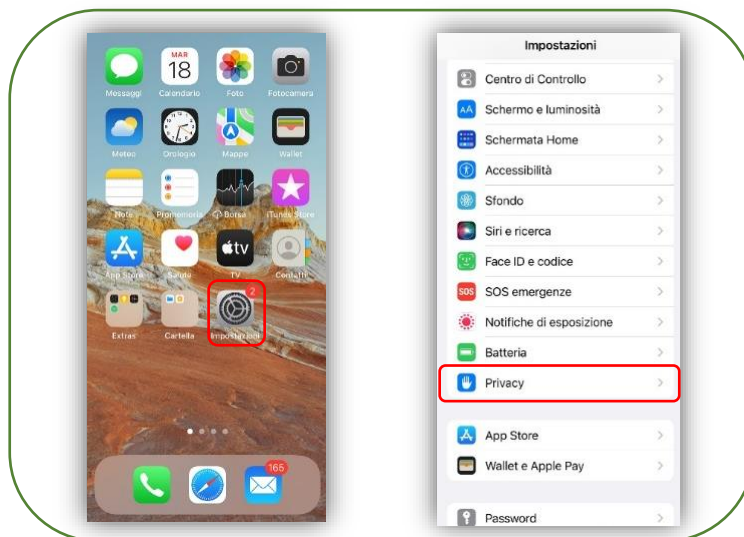 MAR
18
Messaggi Calendario Foto Fotocamera
Meteo Orologio Mappe Wallet
Note Promemoria Borsa iTunes Store
tv
App Store Salute TV Contatti
2
Extras Cartella Impostazioni
165
Impostazioni
Centro di Controllo
AA Schermo e luminosità
Schermata Home
Accessibilità
Sfondo
Siri e ricerca
Face ID e codice
SOS SOS emergenze
Notifiche di esposizione
Batteria
Privacy
App Store
Wallet e Apple Pay
Password